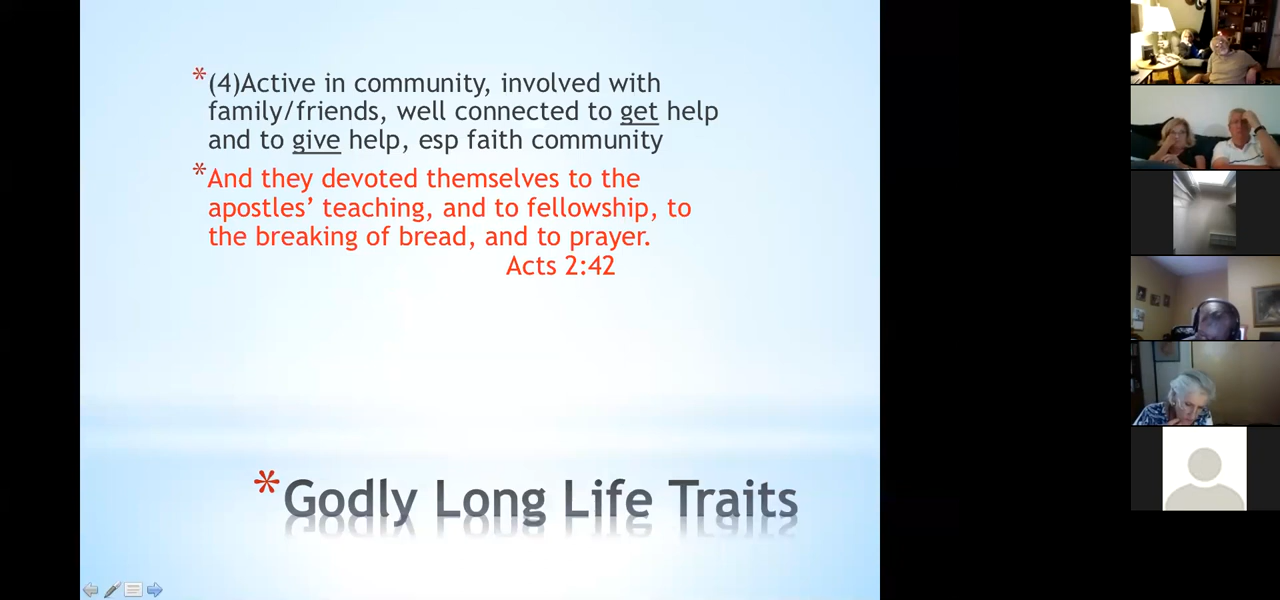 *(4)Active in community, involved with
family/friends, well connected to get help
and to give help, esp faith community
*And they devoted themselves to the
apostles’ teaching, and to fellowship, to
the breaking of bread, and to prayer.
Acts 2:42
*Godly Long Life Traits